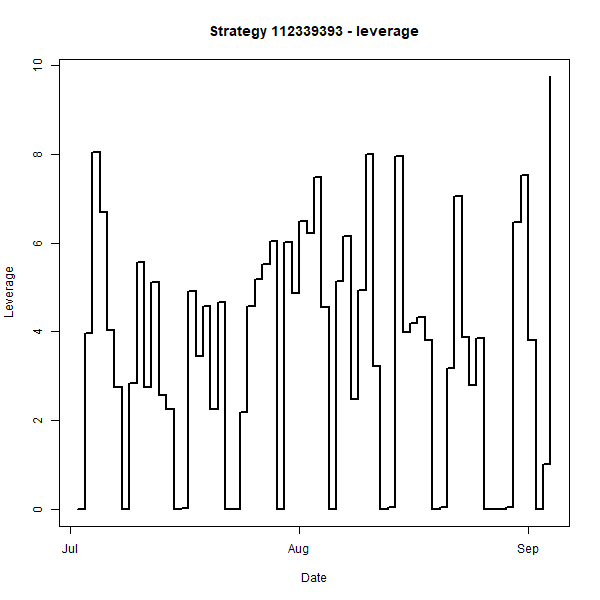 Strategy 112339393 - leverage
10
8
6
4
2
0
Leverage
Jul
Aug
Sep
Date